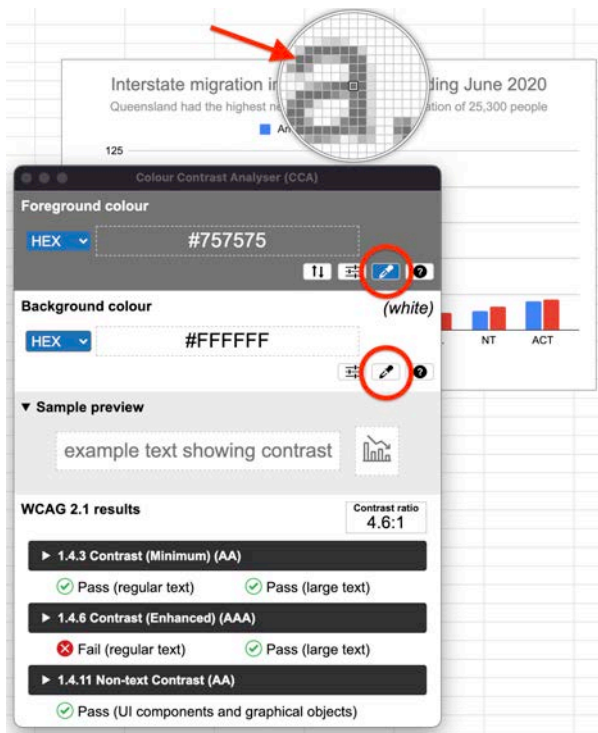 Interstate migration in ding June 2020
Queensland had the highest ne ation of 25,300 people
a.
125
Colour Contrast Analyser (CCA)
Foreground colour
HEX #757575
Background colour (white)
HEX #FFFFFF
NT ACT
▼ Sample preview
example text showing contrast
WCAG 2.1 results
Contrast ratio
4.6:1
▶ 1.4.3 Contrast (Minimum) (AA)
Pass (regular text) Pass (large text)
▶ 1.4.6 Contrast (Enhanced) (AAA)
Fail (regular text) Pass (large text)
▶ 1.4.11 Non-text Contrast (AA)
Pass (UI components and graphical objects)